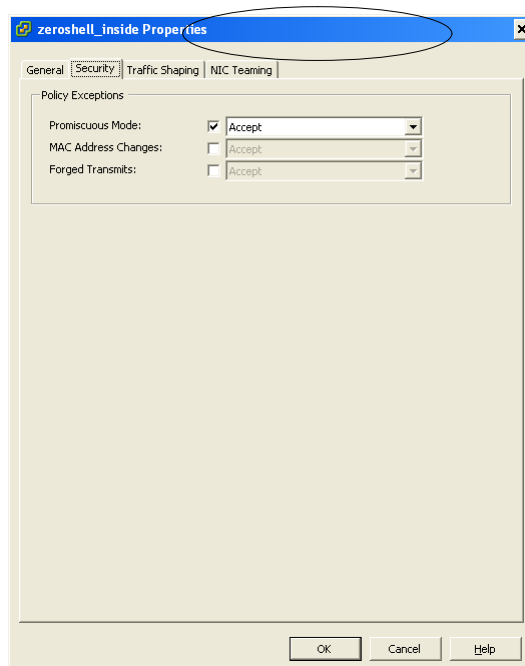 zeroshell_inside Properties
General Security Traffic Shaping NIC Teaming
Policy Exceptions
Promiscuous Mode: Accept
MAC Address Changes: Accept
Forged Transmits: Accept
OK Cancel Help